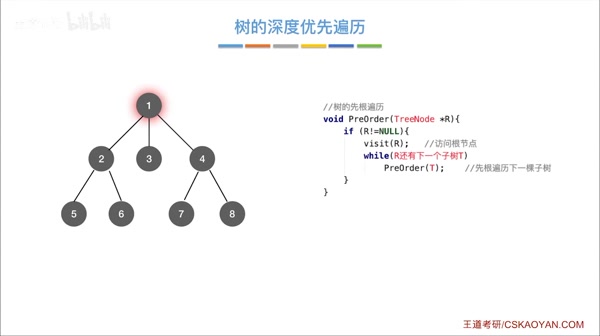 树的深度优先遍历
1
2
3
4
5
6
7
8
//树的先根遍历
void PreOrder(TreeNode *R){
if (R!=NULL){
visit(R); //访问根节点
while(R还有下一个子树T)
PreOrder(T); //先根遍历下一棵子树
}
}
王道考研/CSKAOYAN.COM
bilibili